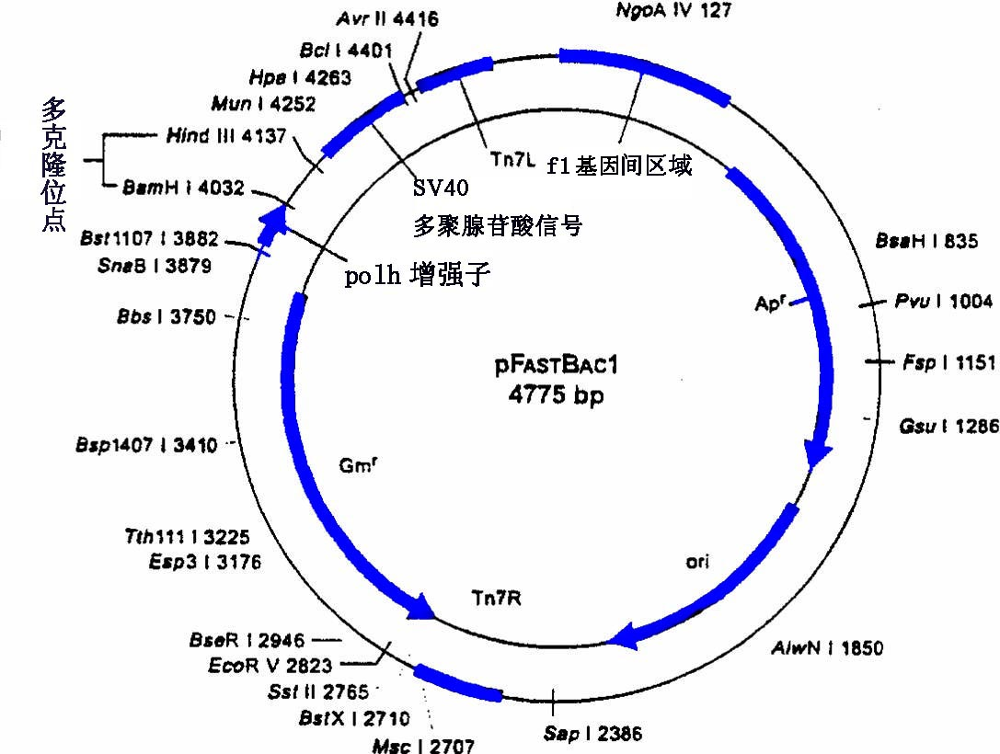 NgoA IV 127
Avr II 4416
Bcl I 4401
Hpa I 4263
Mun I 4252
Hind III 4137
多克隆位点
BamH I 4032
Bst1107 I 3882
SnaB I 3879
Bbs I 3750
Bsp1407 I 3410
Tth111 I 3225
Esp3 I 3176
BseR I 2946
EcoR V 2823
Sst II 2765
BstX I 2710
Msc I 2707
Sap I 2386
AlwN I 1850
Gsu I 1286
Fsp I 1151
Pvu I 1004
BsaH I 835
Tn7L
f1基因间区域
SV40
多聚腺苷酸信号
polh 增强子
Apr
pFASTBAC1
4775 bp
Gmr
ori
Tn7R